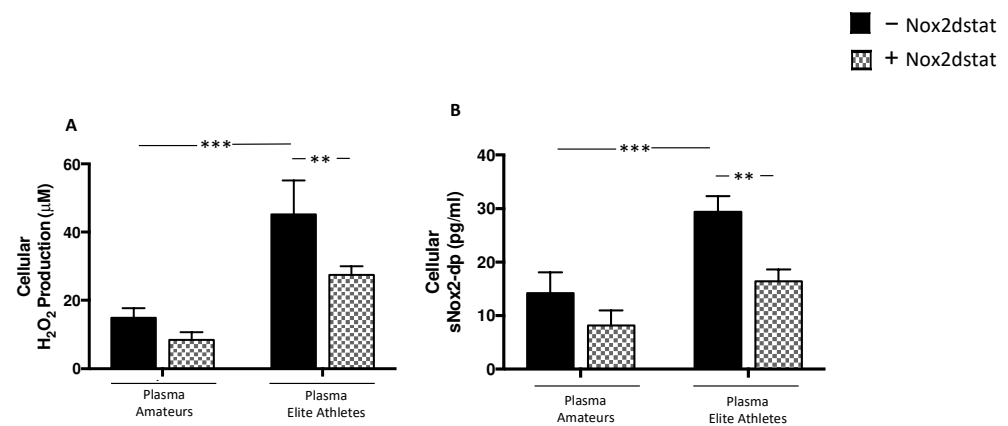 − Nox2dstat
+ Nox2dstat
A
***
**
60
40
20
0
Cellular
H₂O₂ Production (μM)
Plasma
Amateurs
Plasma
Elite Athletes
B
***
**
40
30
20
10
0
Cellular
sNox2-dp (pg/ml)
Plasma
Amateurs
Plasma
Elite Athletes